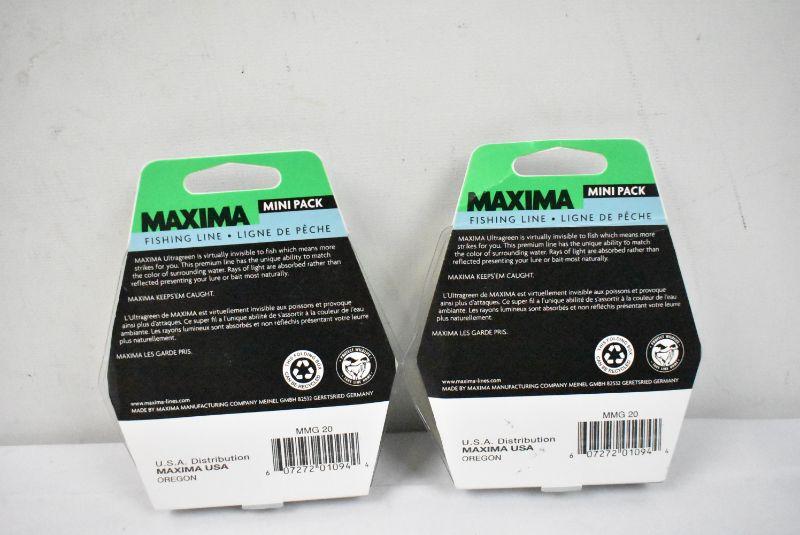 MAXIMA MINI PACK
FISHING LINE • LIGNE DE PÊCHE
MAXIMA Ultragreen is virtually invisible to fish which means more
strikes for you. This premium line has the unique ability to match
the color of surrounding water. Rays of light are absorbed rather than
reflected presenting your lure or bait most naturally.
MAXIMA KEEPS'EM CAUGHT.
L'Ultragreen de MAXIMA est virtuellement invisible aux poissons et provoque
ainsi plus d'attaques. Ce super fil a l'unique abilité de s'assortir à la couleur de l'eau
ambiante. Les rayons lumineux sont absorbés et non réfléchis présentant votre leurre
plus naturellement.
MAXIMA LES GARDE PRIS.
THIS FOLDING BOX
CAN BE RECYCLED
www.maxima-lines.com
MADE BY MAXIMA MANUFACTURING COMPANY MEINEL GMBH 82532 GERETSRIED GERMANY
MMG 20
U.S.A. Distribution
MAXIMA USA
OREGON
6 07272 01094 4
MAXIMA MINI PACK
FISHING LINE • LIGNE DE PÊCHE
MAXIMA Ultragreen is virtually invisible to fish which means more
strikes for you. This premium line has the unique ability to match
the color of surrounding water. Rays of light are absorbed rather than
reflected presenting your lure or bait most naturally.
MAXIMA KEEPS'EM CAUGHT.
L'Ultragreen de MAXIMA est virtuellement invisible aux poissons et provoque
ainsi plus d'attaques. Ce super fil a l'unique abilité de s'assortir à la couleur de l'eau
ambiante. Les rayons lumineux sont absorbés et non réfléchis présentant votre leurre
plus naturellement.
MAXIMA LES GARDE PRIS.
THIS FOLDING BOX
CAN BE RECYCLED
www.maxima-lines.com
MADE BY MAXIMA MANUFACTURING COMPANY MEINEL GMBH 82532 GERETSRIED GERMANY
MMG 20
U.S.A. Distribution
MAXIMA USA
OREGON
6 07272 01094 4